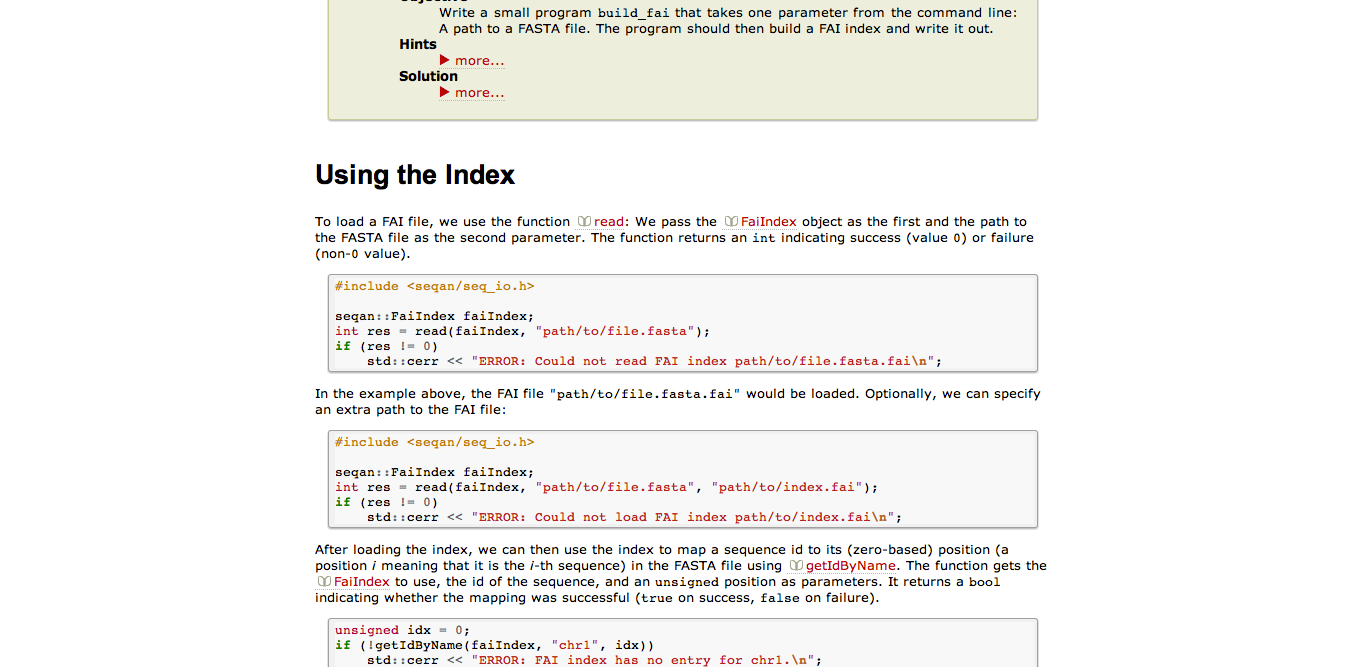 Objective
Write a small program build_fai that takes one parameter from the command line:
A path to a FASTA file. The program should then build a FAI index and write it out.
Hints
more...
Solution
more...
Using the Index
To load a FAI file, we use the function read: We pass the FaiIndex object as the first and the path to
the FASTA file as the second parameter. The function returns an int indicating success (value 0) or failure
(non-0 value).
#include <seqan/seq_io.h>
seqan::FaiIndex faiIndex;
int res = read(faiIndex, "path/to/file.fasta");
if (res != 0)
    std::cerr << "ERROR: Could not read FAI index path/to/file.fasta.fai\n";
In the example above, the FAI file "path/to/file.fasta.fai" would be loaded. Optionally, we can specify
an extra path to the FAI file:
#include <seqan/seq_io.h>
seqan::FaiIndex faiIndex;
int res = read(faiIndex, "path/to/file.fasta", "path/to/index.fai");
if (res != 0)
    std::cerr << "ERROR: Could not load FAI index path/to/index.fai\n";
After loading the index, we can then use the index to map a sequence id to its (zero-based) position (a
position i meaning that it is the i-th sequence) in the FASTA file using getIdByName. The function gets the
FaiIndex to use, the id of the sequence, and an unsigned position as parameters. It returns a bool
indicating whether the mapping was successful (true on success, false on failure).
unsigned idx = 0;
if (!getIdByName(faiIndex, "chr1", idx))
    std::cerr << "ERROR: FAI index has no entry for chr1.\n";